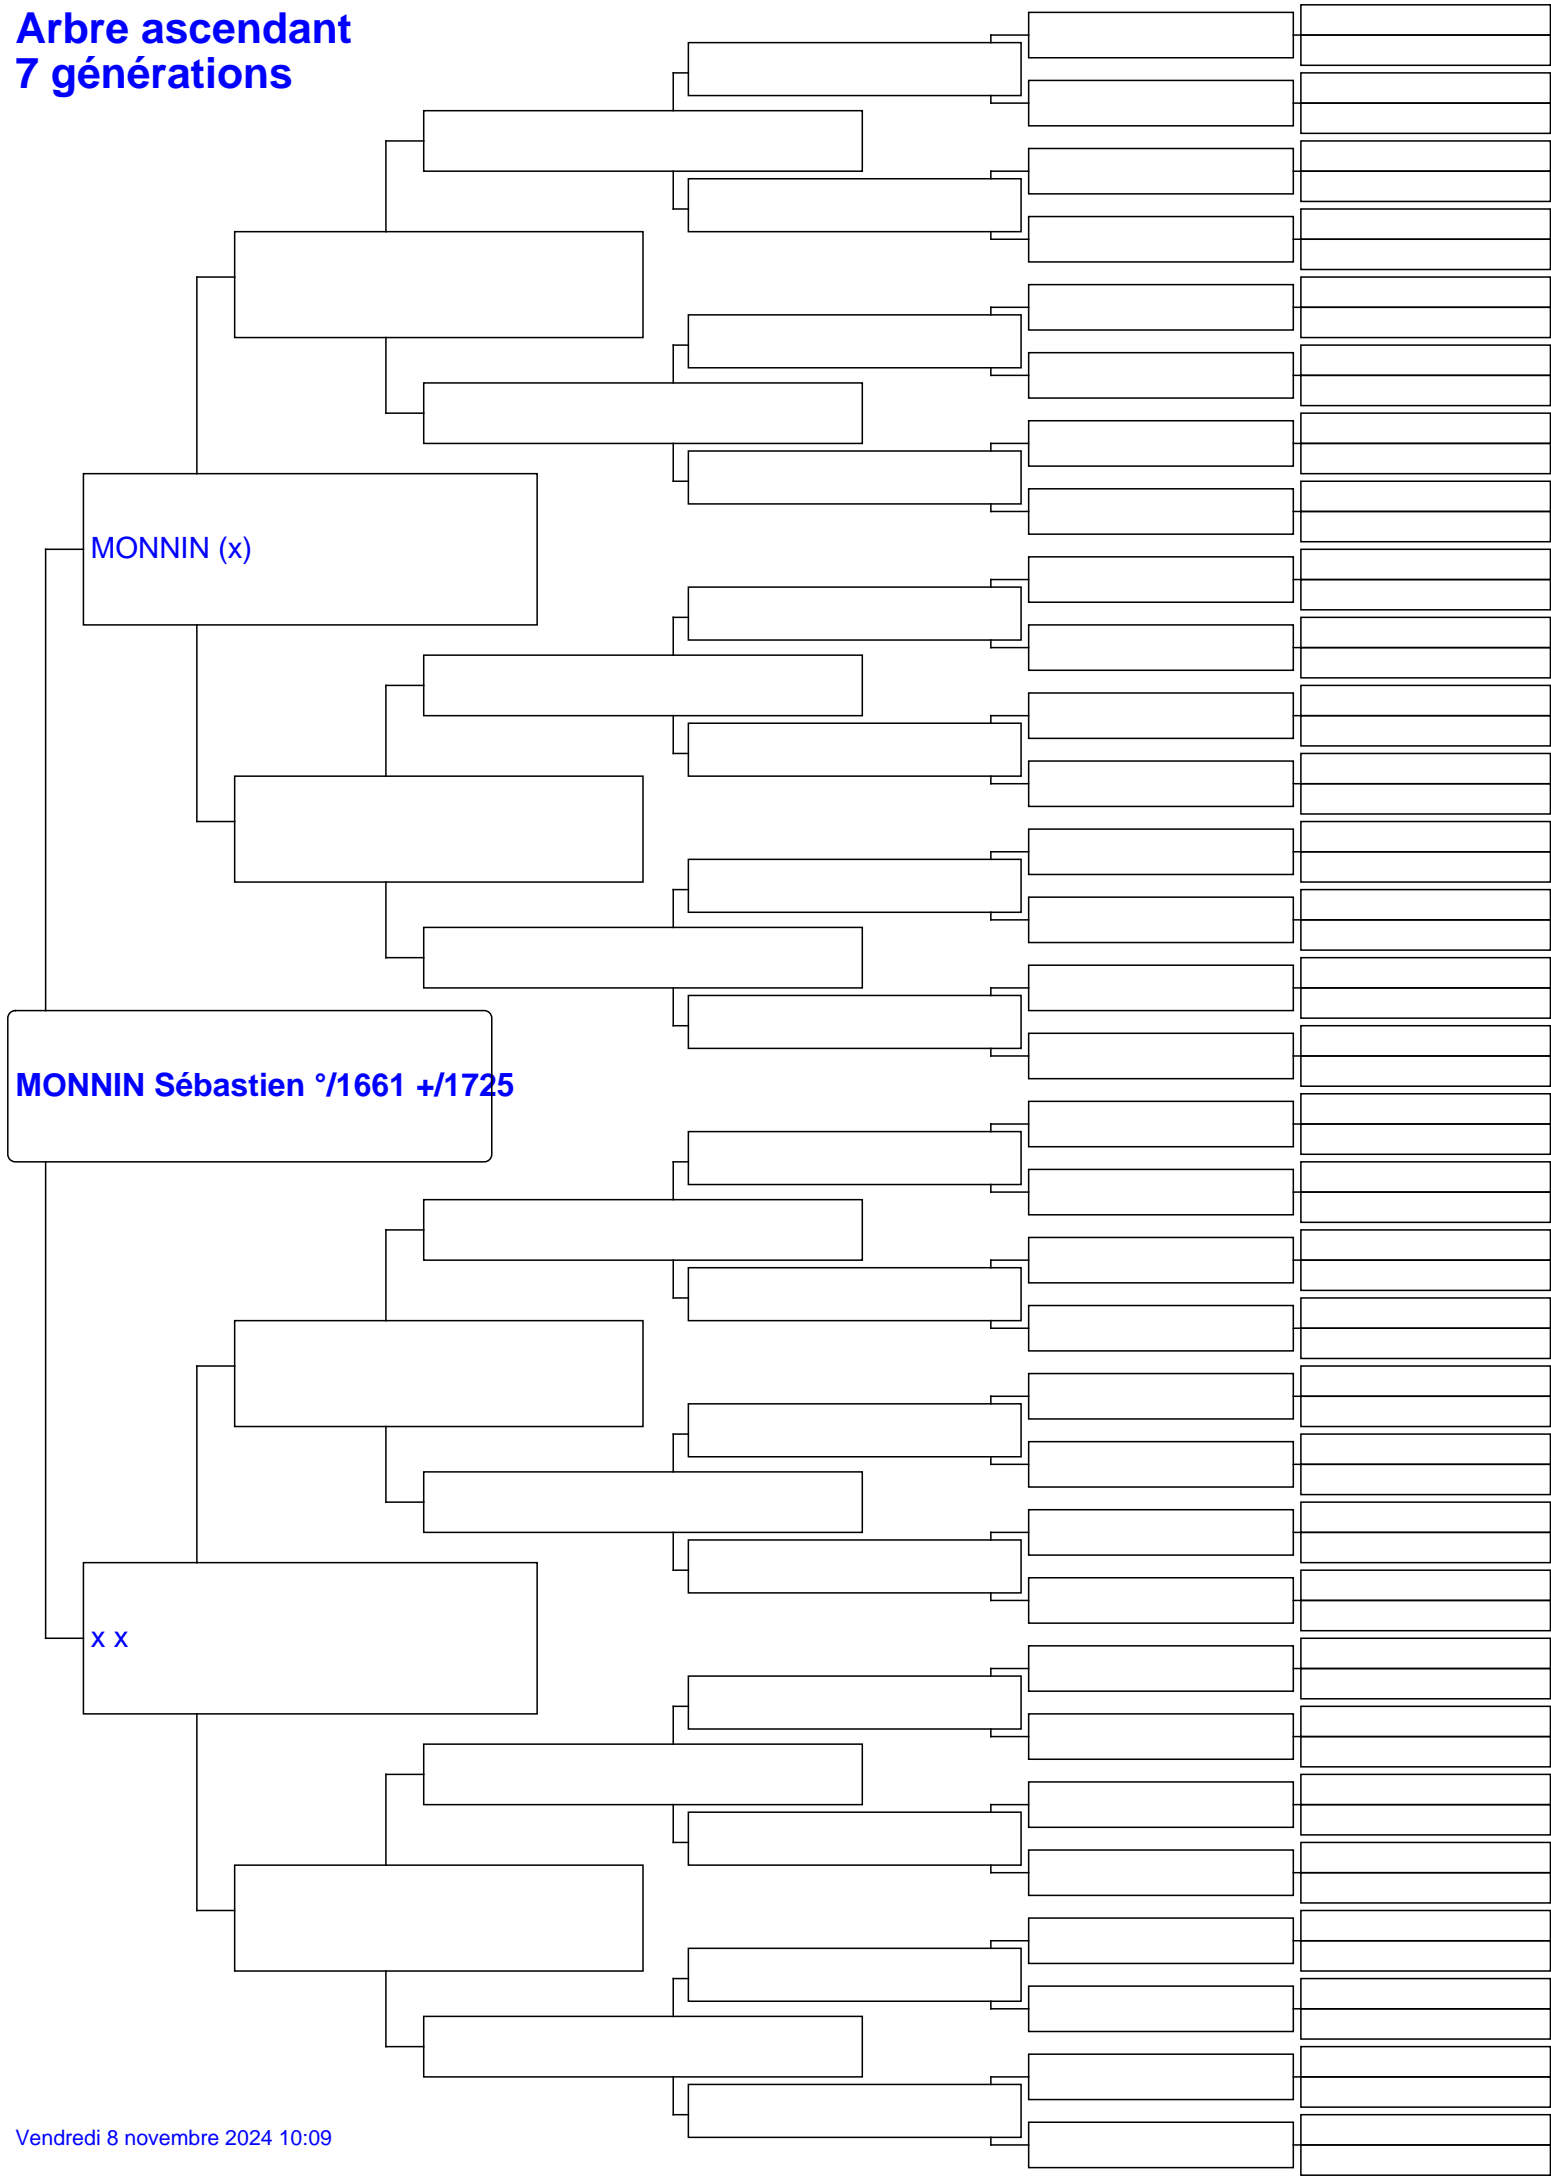 Arbre ascendant
7 générations
MONNIN (x)
MONNIN Sébastien °/1661 +/1725
x x
Vendredi 8 novembre 2024 10:09